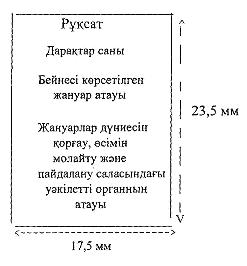 Рұқсат
Дарақтар саны
Бейнесі көрсетілген
жануар атауы
Жануарлар дүниесін
қорғау, өсімін
молайту және
пайдалану саласындағы
уәкілетті органның
атауы
23,5 мм
17,5 мм